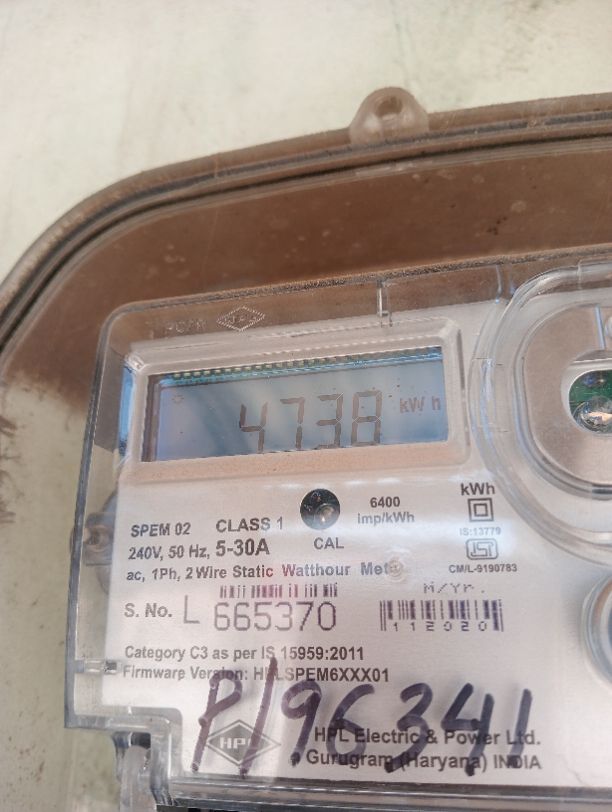 4738 kWh
6400
imp/kWh
kWh
SPEM 02 CLASS 1
240V, 50 Hz, 5-30A
CAL
IS:13779
CM/L-9190783
ac, 1Ph, 2 Wire Static Watthour Meter
M/Yr.
S. No. L 665370
112020
Category C3 as per IS 15959:2011
Firmware Version: HPLSPEM6XXX01
P196341
HPL
HPL Electric & Power Ltd.
Gurugram (Haryana) INDIA